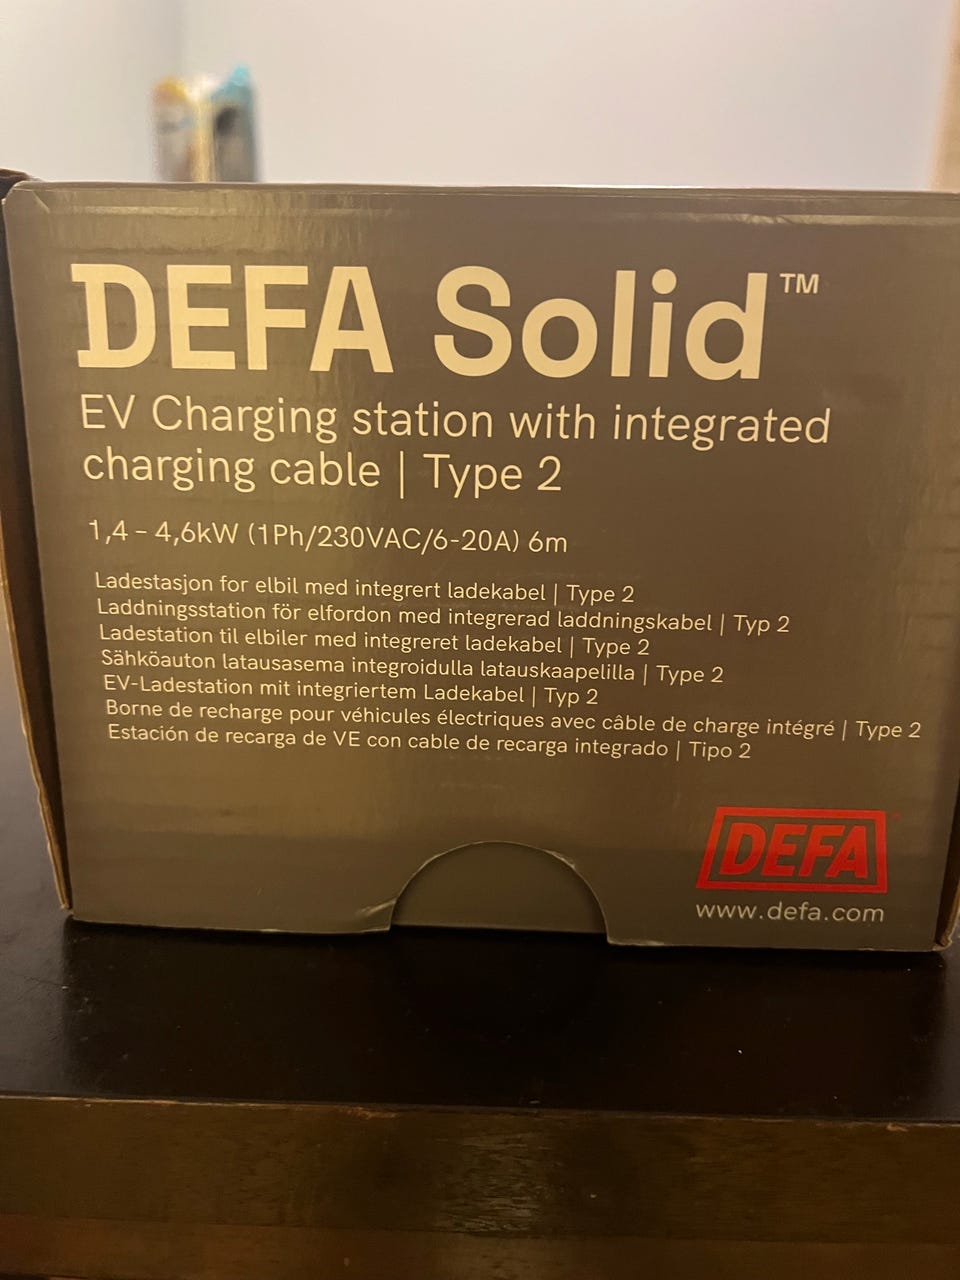 DEFA Solid™
EV Charging station with integrated
charging cable | Type 2
1,4 – 4,6kW (1Ph/230VAC/6-20A) 6m
Ladestasjon for elbil med integrert ladekabel | Type 2
Laddningsstation för elfordon med integrerad laddningskabel | Typ 2
Ladestation til elbiler med integreret ladekabel | Type 2
Sähköauton latausasema integroidulla latauskaapelilla | Type 2
EV-Ladestation mit integriertem Ladekabel | Typ 2
Borne de recharge pour véhicules électriques avec câble de charge intégré | Type 2
Estación de recarga de VE con cable de recarga integrado | Tipo 2
DEFA
www.defa.com